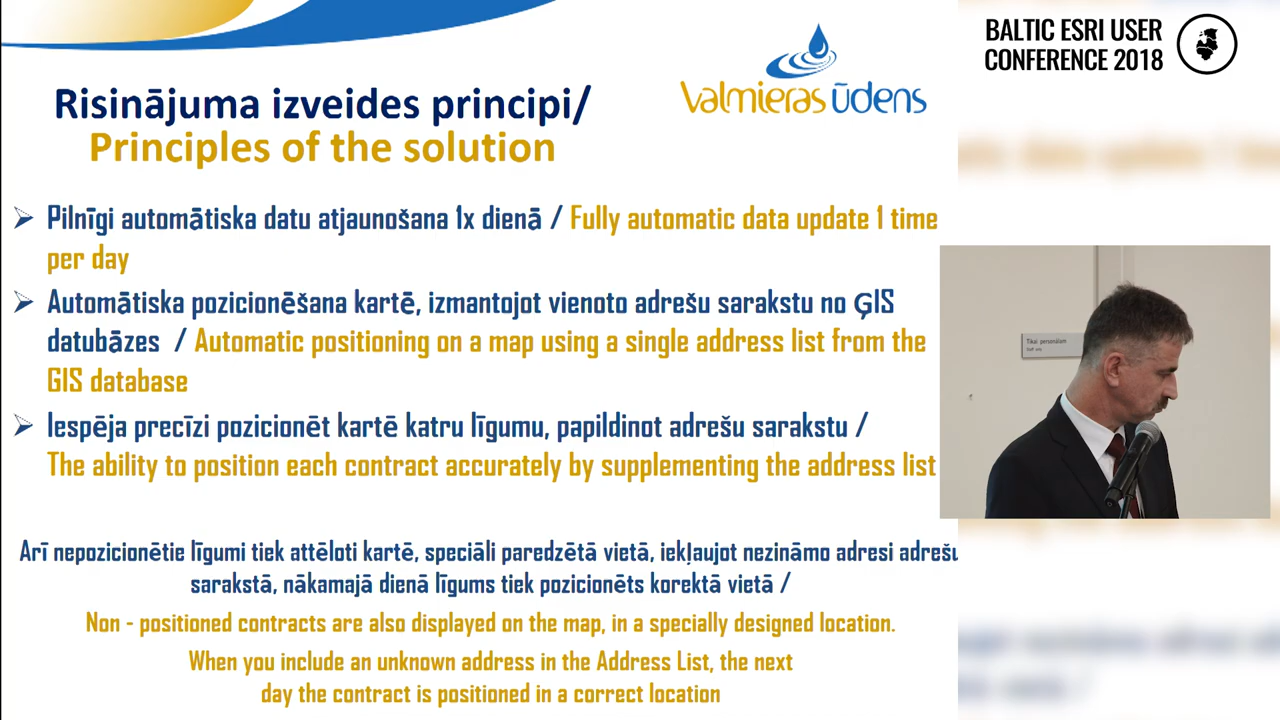 BALTIC ESRI USER
CONFERENCE 2018
Valmieras ūdens
Risinājuma izveides principi/
Principles of the solution
Pilnīgi automātiska datu atjaunošana 1x dienā / Fully automatic data update 1 time
per day
Automātiska pozicionēšana kartē, izmantojot vienoto adrešu sarakstu no ĢIS
datubāzes / Automatic positioning on a map using a single address list from the
GIS database
Iespēja precīzi pozicionēt kartē katru līgumu, papildinot adrešu sarakstu /
The ability to position each contract accurately by supplementing the address list
Tikai personālam
Staff only
Arī nepozicionētie līgumi tiek attēloti kartē, speciāli paredzētā vietā, iekļaujot nezināmo adresi adrešu
sarakstā, nākamajā dienā līgums tiek pozicionēts korektā vietā /
Non - positioned contracts are also displayed on the map, in a specially designed location.
When you include an unknown address in the Address List, the next
day the contract is positioned in a correct location